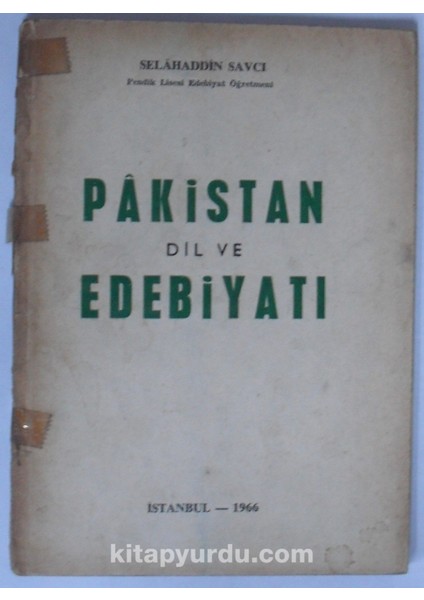 SELÂHADDİN SAVCI
Pendik Lisesi Edebiyat Öğretmeni
PÂKİSTAN
DİL VE
EDEBİYATI
İSTANBUL — 1966
kitapyurdu.com